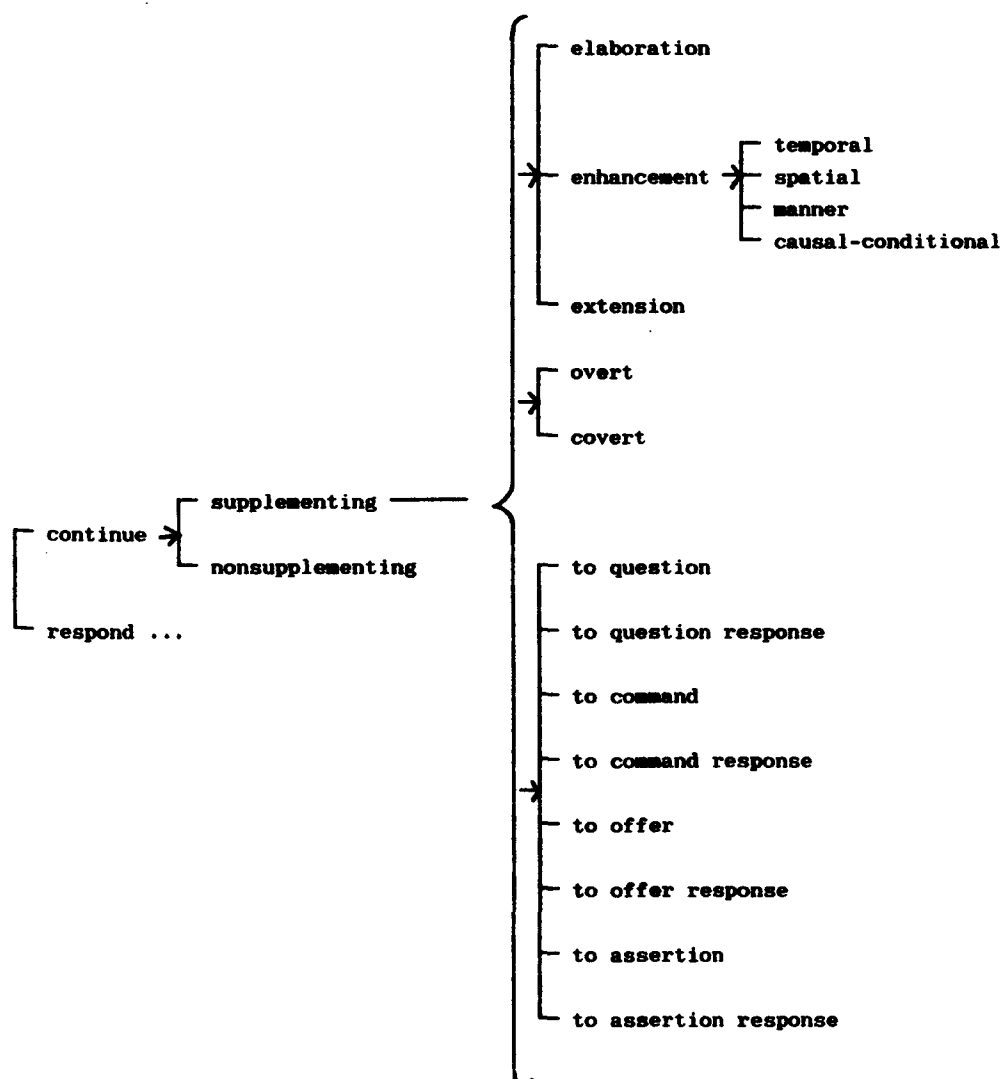 elaboration
enhancement
temporal
spatial
manner
causal-conditional
extension
overt
covert
continue
supplementing
nonsupplementing
respond ...
to question
to question response
to command
to command response
to offer
to offer response
to assertion
to assertion response